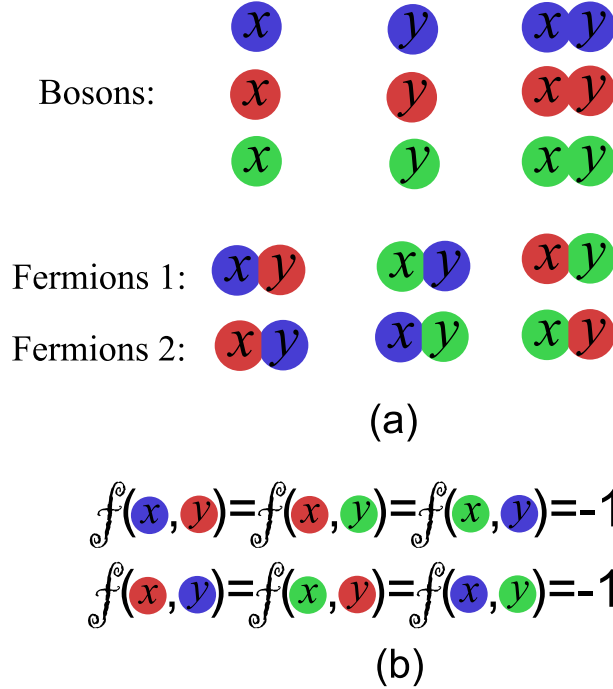 x y xy
Bosons: x y xy
x y xy
Fermions 1: xy xy xy
Fermions 2: xy xy xy
(a)
f(x,y)=f(x,y)=f(x,y)=-1
f(x,y)=f(x,y)=f(x,y)=-1
(b)